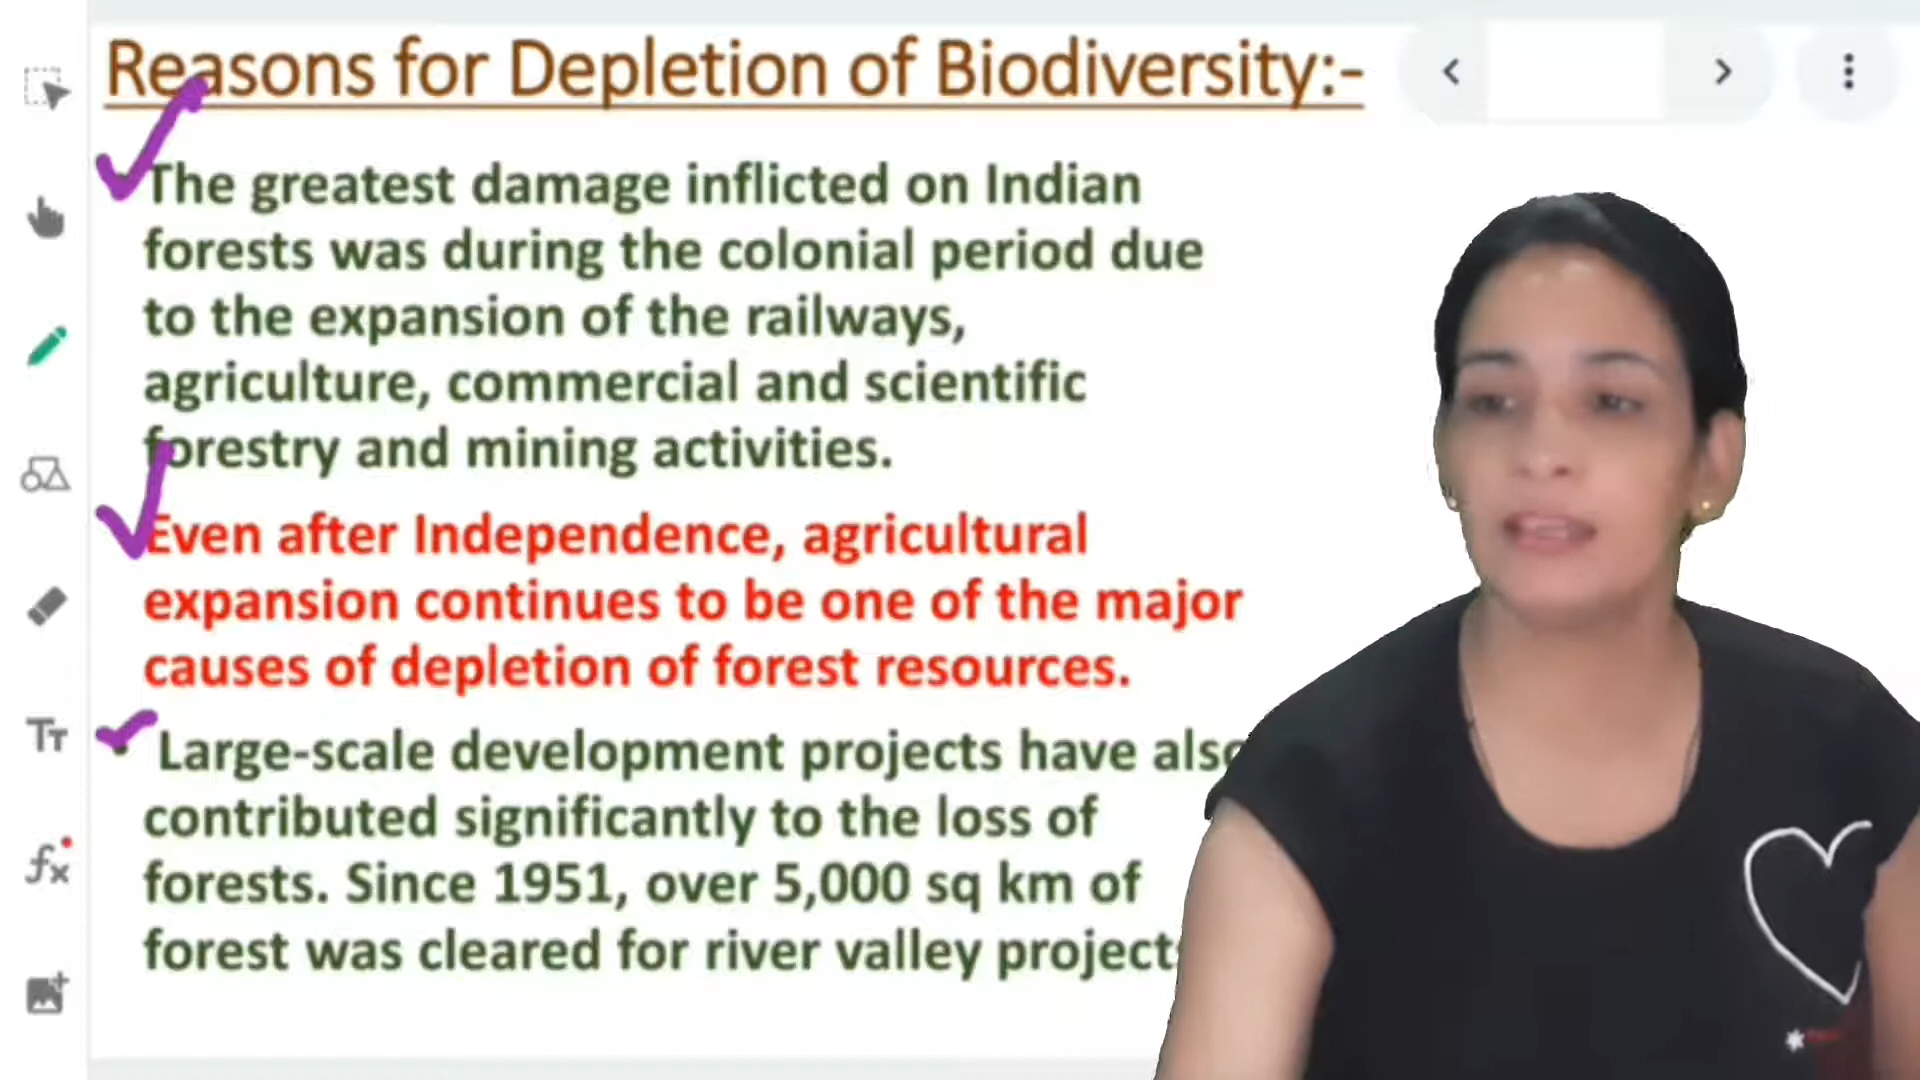 Reasons for Depletion of Biodiversity:-
The greatest damage inflicted on Indian
forests was during the colonial period due
to the expansion of the railways,
agriculture, commercial and scientific
forestry and mining activities.
Even after Independence, agricultural
expansion continues to be one of the major
causes of depletion of forest resources.
• Large-scale development projects have also
contributed significantly to the loss of
forests. Since 1951, over 5,000 sq km of
forest was cleared for river valley projects
TT
fx